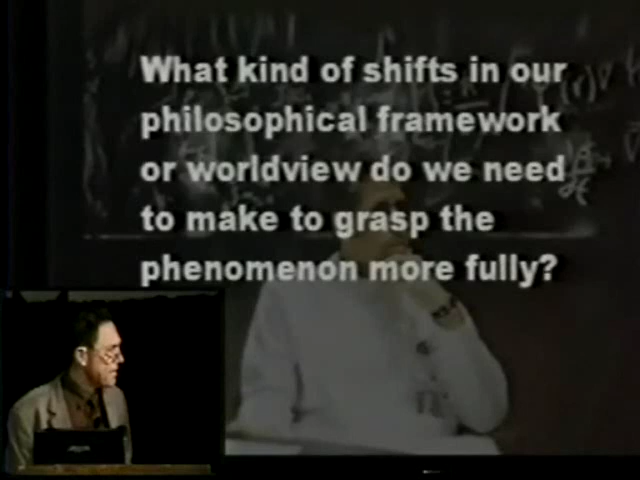 What kind of shifts in our
philosophical framework
or worldview do we need
to make to grasp the
phenomenon more fully?